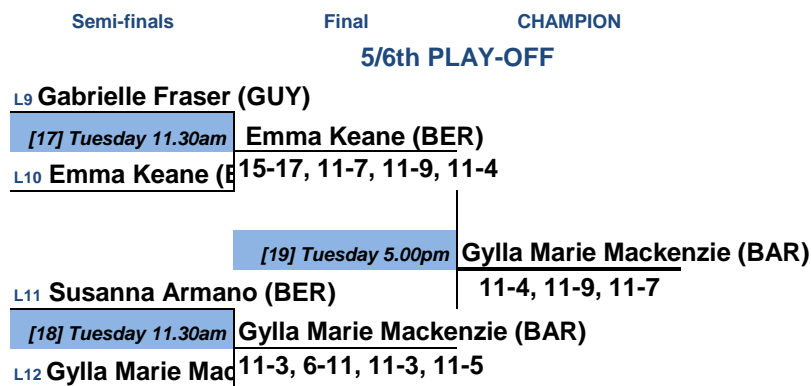 Semi-finals Final CHAMPION
5/6th PLAY-OFF
L9 Gabrielle Fraser (GUY)
[17] Tuesday 11.30am Emma Keane (BER)
L10 Emma Keane ( 15-17, 11-7, 11-9, 11-4
[19] Tuesday 5.00pm Gylla Marie Mackenzie (BAR)
L11 Susanna Armano (BER) 11-4, 11-9, 11-7
[18] Tuesday 11.30am Gylla Marie Mackenzie (BAR)
L12 Gylla Marie Mac 11-3, 6-11, 11-3, 11-5